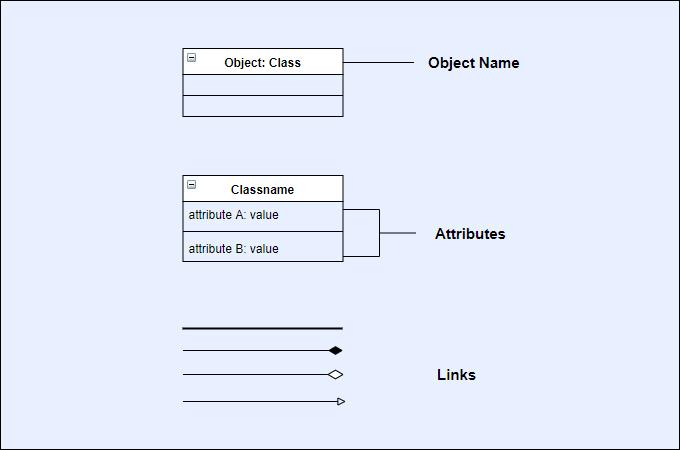 Object: Class
Object Name
Classname
attribute A: value
attribute B: value
Attributes
Links